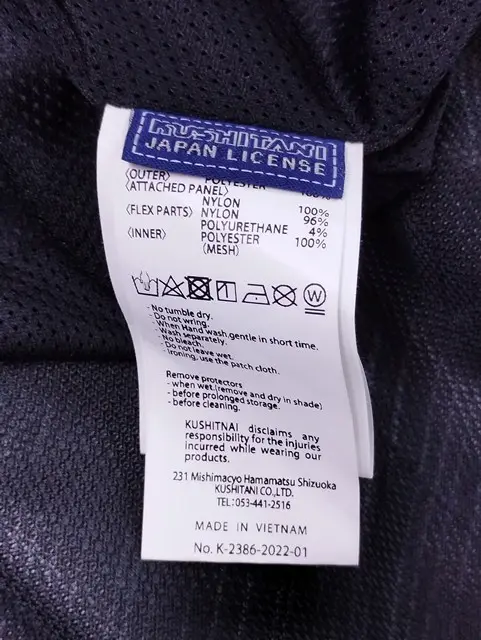 KUSHITANI
JAPAN LICENSE
(OUTER) POLYESTER 100%
(ATTACHED PANEL)
NYLON 100%
(FLEX PARTS) NYLON 96%
POLYURETHANE 4%
(INNER) POLYESTER 100%
(MESH)
W
- No tumble dry.
- Do not wring.
- When Hand wash,gentle in short time.
- Wash separately.
- No bleach.
- Do not leave wet.
- Ironing, use the patch cloth.
Remove protectors
- when wet.(remove and dry in shade)
- before prolonged storage.
- before cleaning.
KUSHITNAI disclaims any
responsibility for the injuries
incurred while wearing our
products.
231 Mishimacyo Hamamatsu Shizuoka
KUSHITANI CO.,LTD.
TEL:053-441-2516
MADE IN VIETNAM
No. K-2386-2022-01